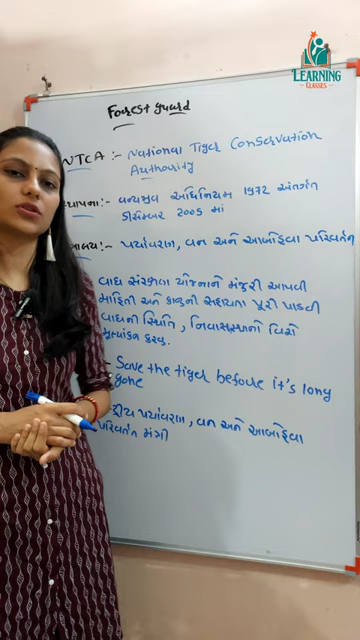 LEARNING
CLASSES
Forest guard
NTCA :- National Tiger Conservation
Authority
સ્થાપના:- વન્યજીવ અધિનિયમ 1972 અંતર્ગત
ડીસેમ્બર 2005 માં
:- પર્યાવરણ, વન અને આબોહવા પરિવર્તન
વાઘ સંરક્ષણ યોજનાને મંજુરી આપવી
માહિતી અને કાનુની સહાયતા પૂરી પાડવી
વાઘની સ્થિતિ, નિવાસસ્થાનો વિશે
મૂલ્યાંકન કરવુ.
Save the tiger before it's long
gone
પર્યાવરણ, વન અને આબોહવા
પરિવર્તન મંત્રી